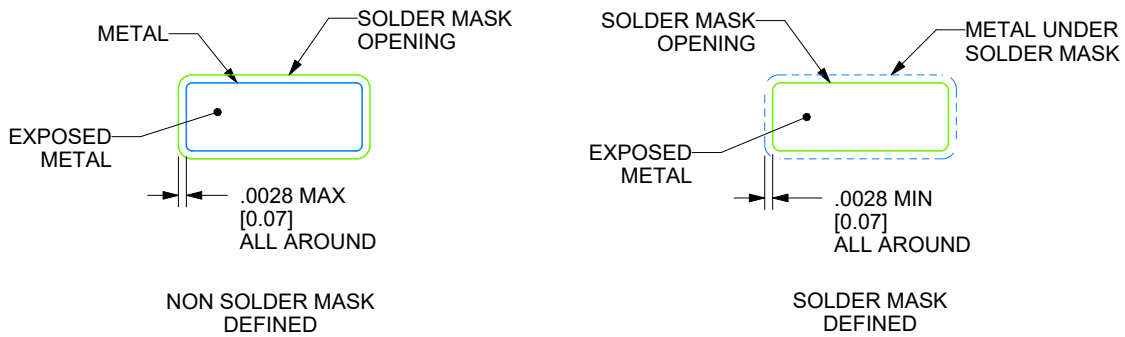 METAL
SOLDER MASK
OPENING
EXPOSED
METAL
.0028 MAX
[0.07]
ALL AROUND
NON SOLDER MASK
DEFINED
SOLDER MASK
OPENING
METAL UNDER
SOLDER MASK
EXPOSED
METAL
.0028 MIN
[0.07]
ALL AROUND
SOLDER MASK
DEFINED